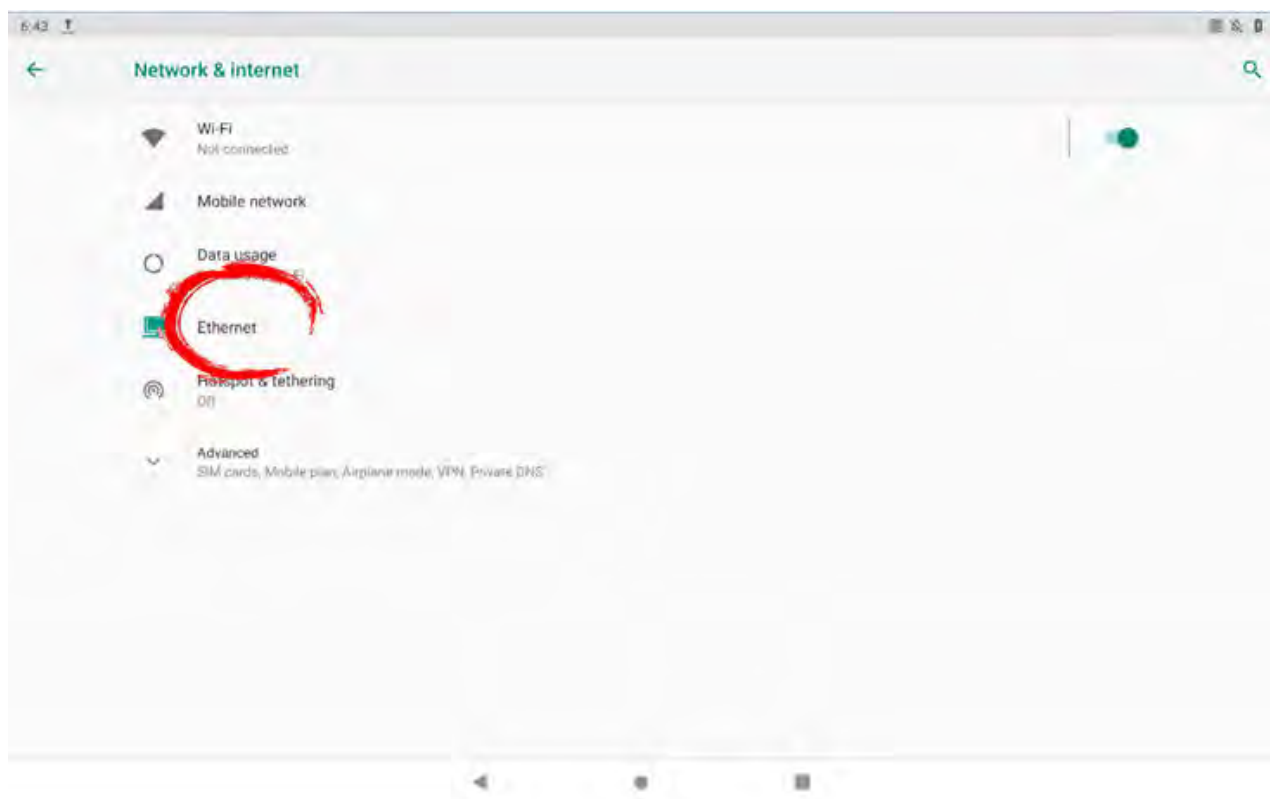 6:43
Network & internet
Wi-Fi
Not connected
Mobile network
Data usage
Ethernet
Hotspot & tethering
Off
Advanced
SIM cards, Mobile plan, Airplane mode, VPN, Private DNS